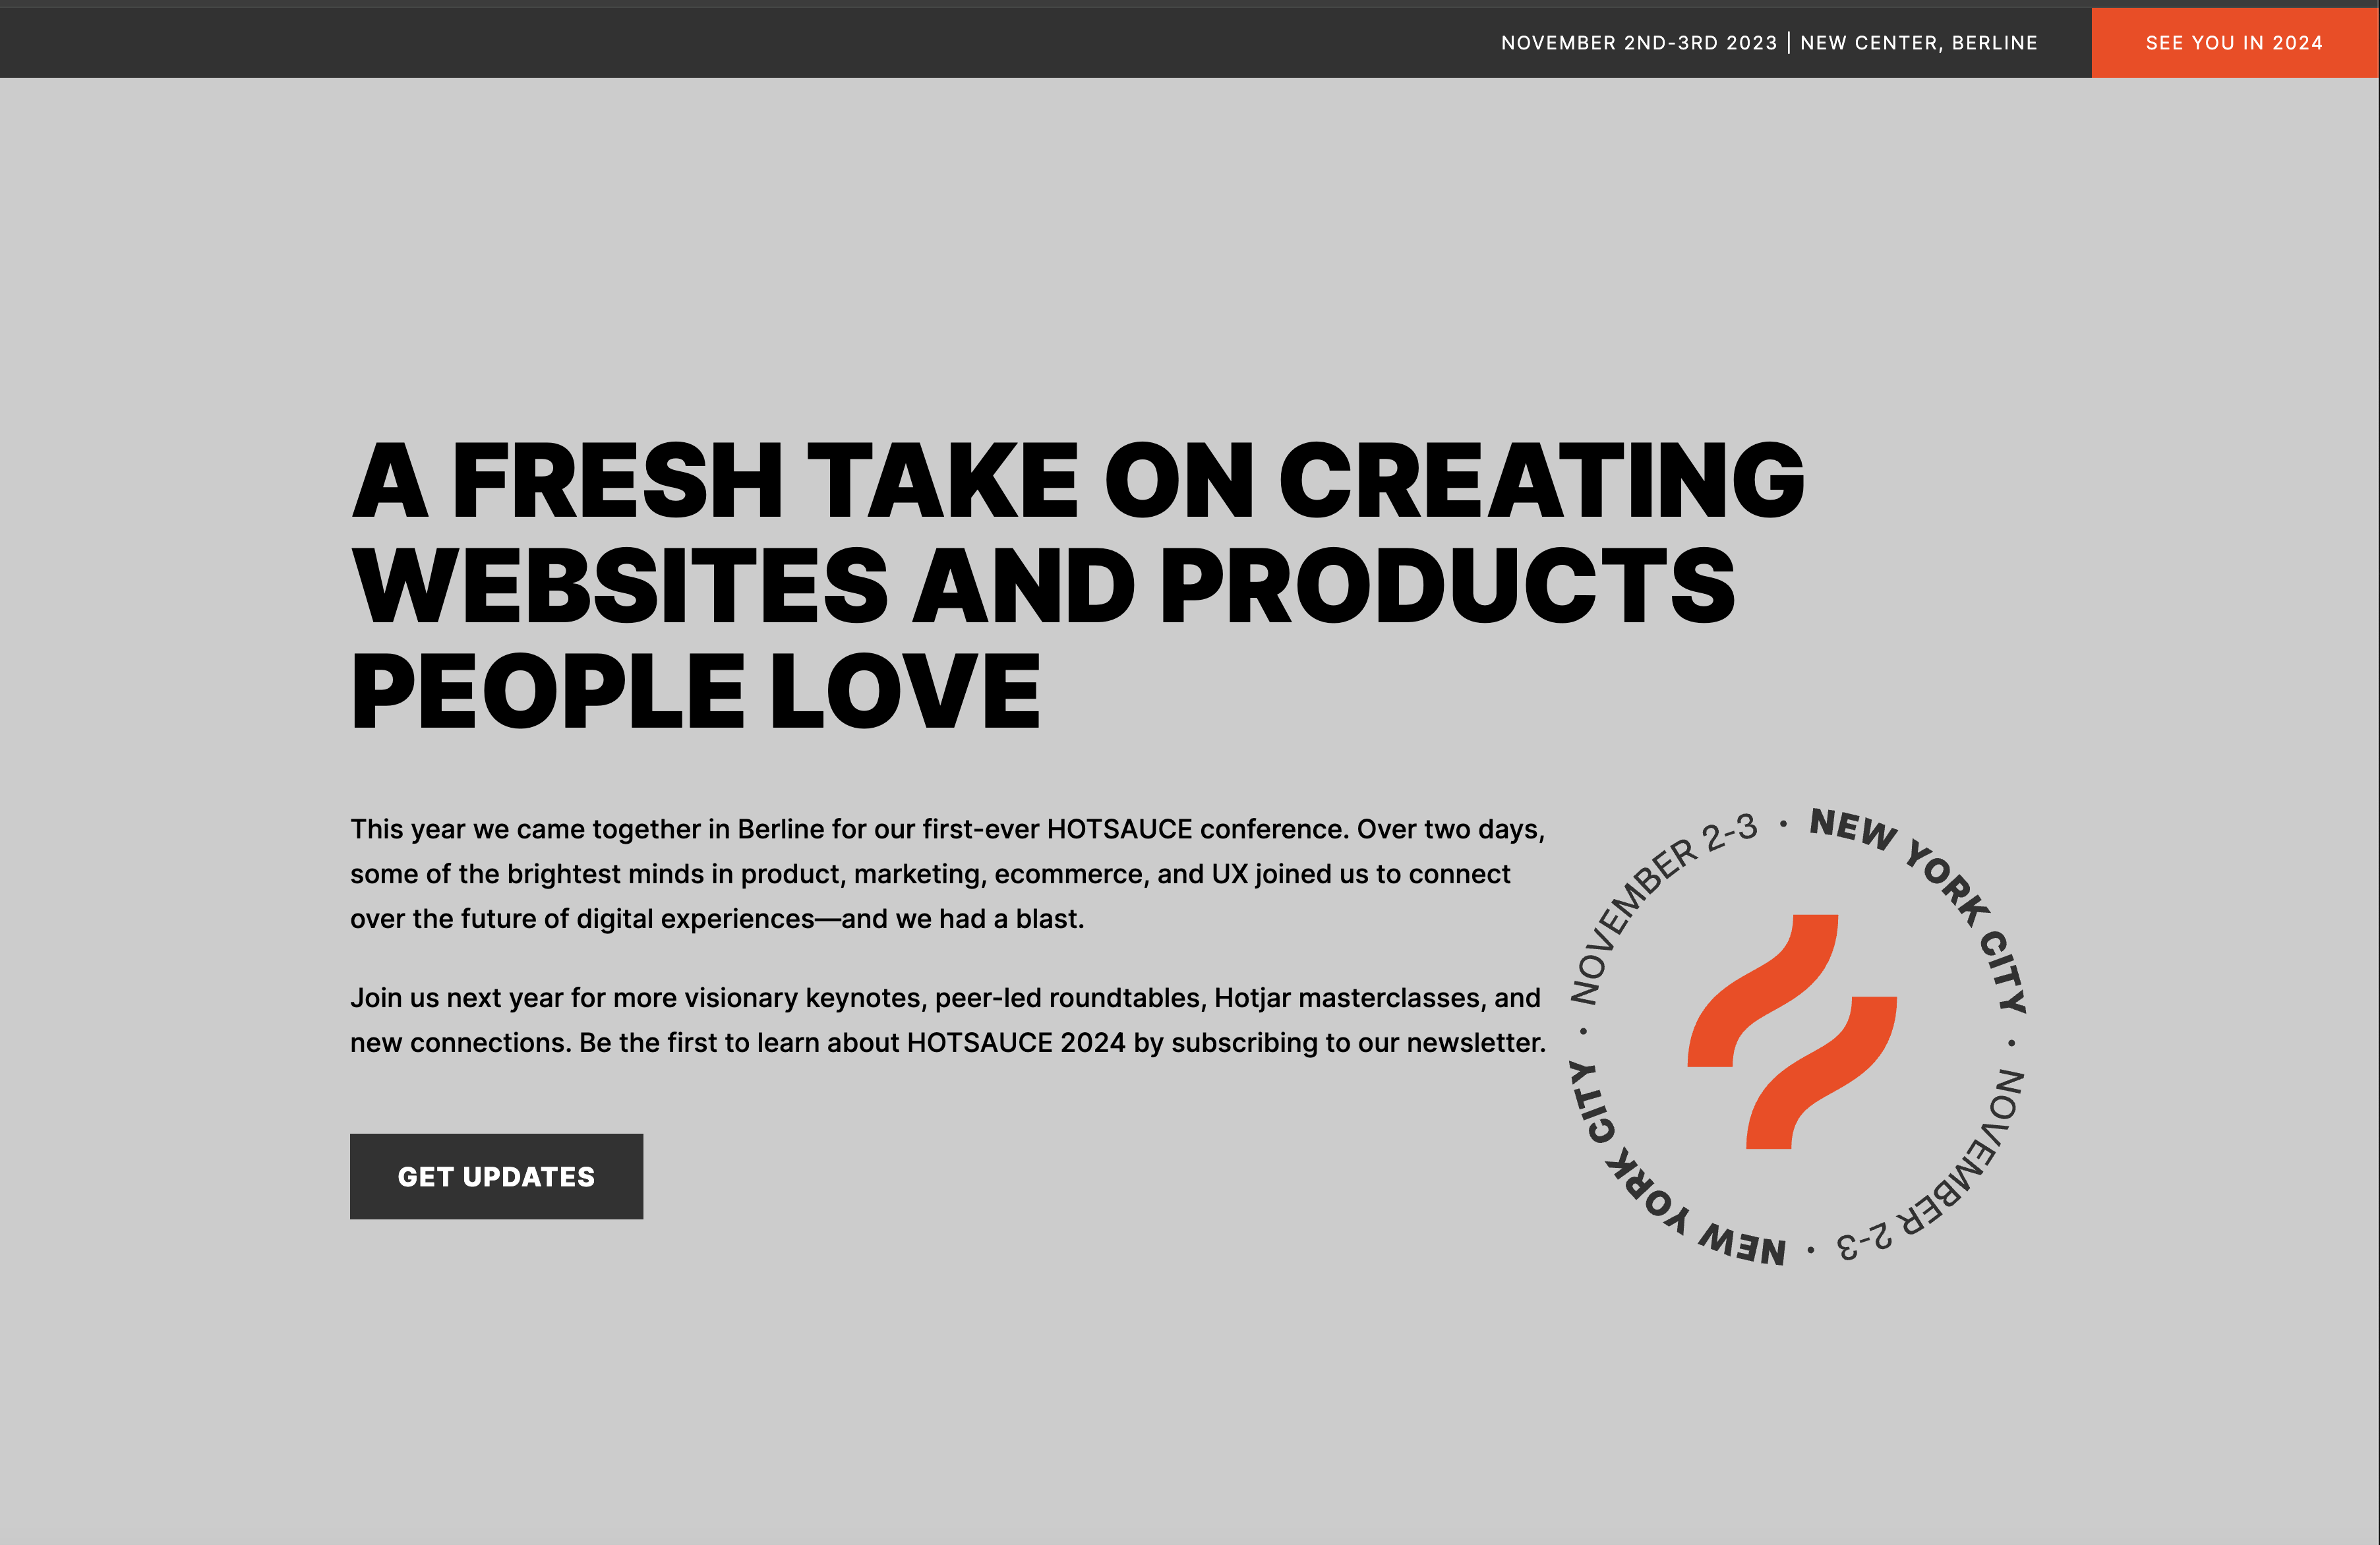 NOVEMBER 2ND-3RD 2023 | NEW CENTER, BERLINE
SEE YOU IN 2024
A FRESH TAKE ON CREATING
WEBSITES AND PRODUCTS
PEOPLE LOVE
This year we came together in Berline for our first-ever HOTSAUCE conference. Over two days,
some of the brightest minds in product, marketing, ecommerce, and UX joined us to connect
over the future of digital experiences—and we had a blast.
Join us next year for more visionary keynotes, peer-led roundtables, Hotjar masterclasses, and
new connections. Be the first to learn about HOTSAUCE 2024 by subscribing to our newsletter.
GET UPDATES
NEW YORK CITY · NOVEMBER 2-3 · NEW YORK CITY · NOVEMBER 2-3 ·